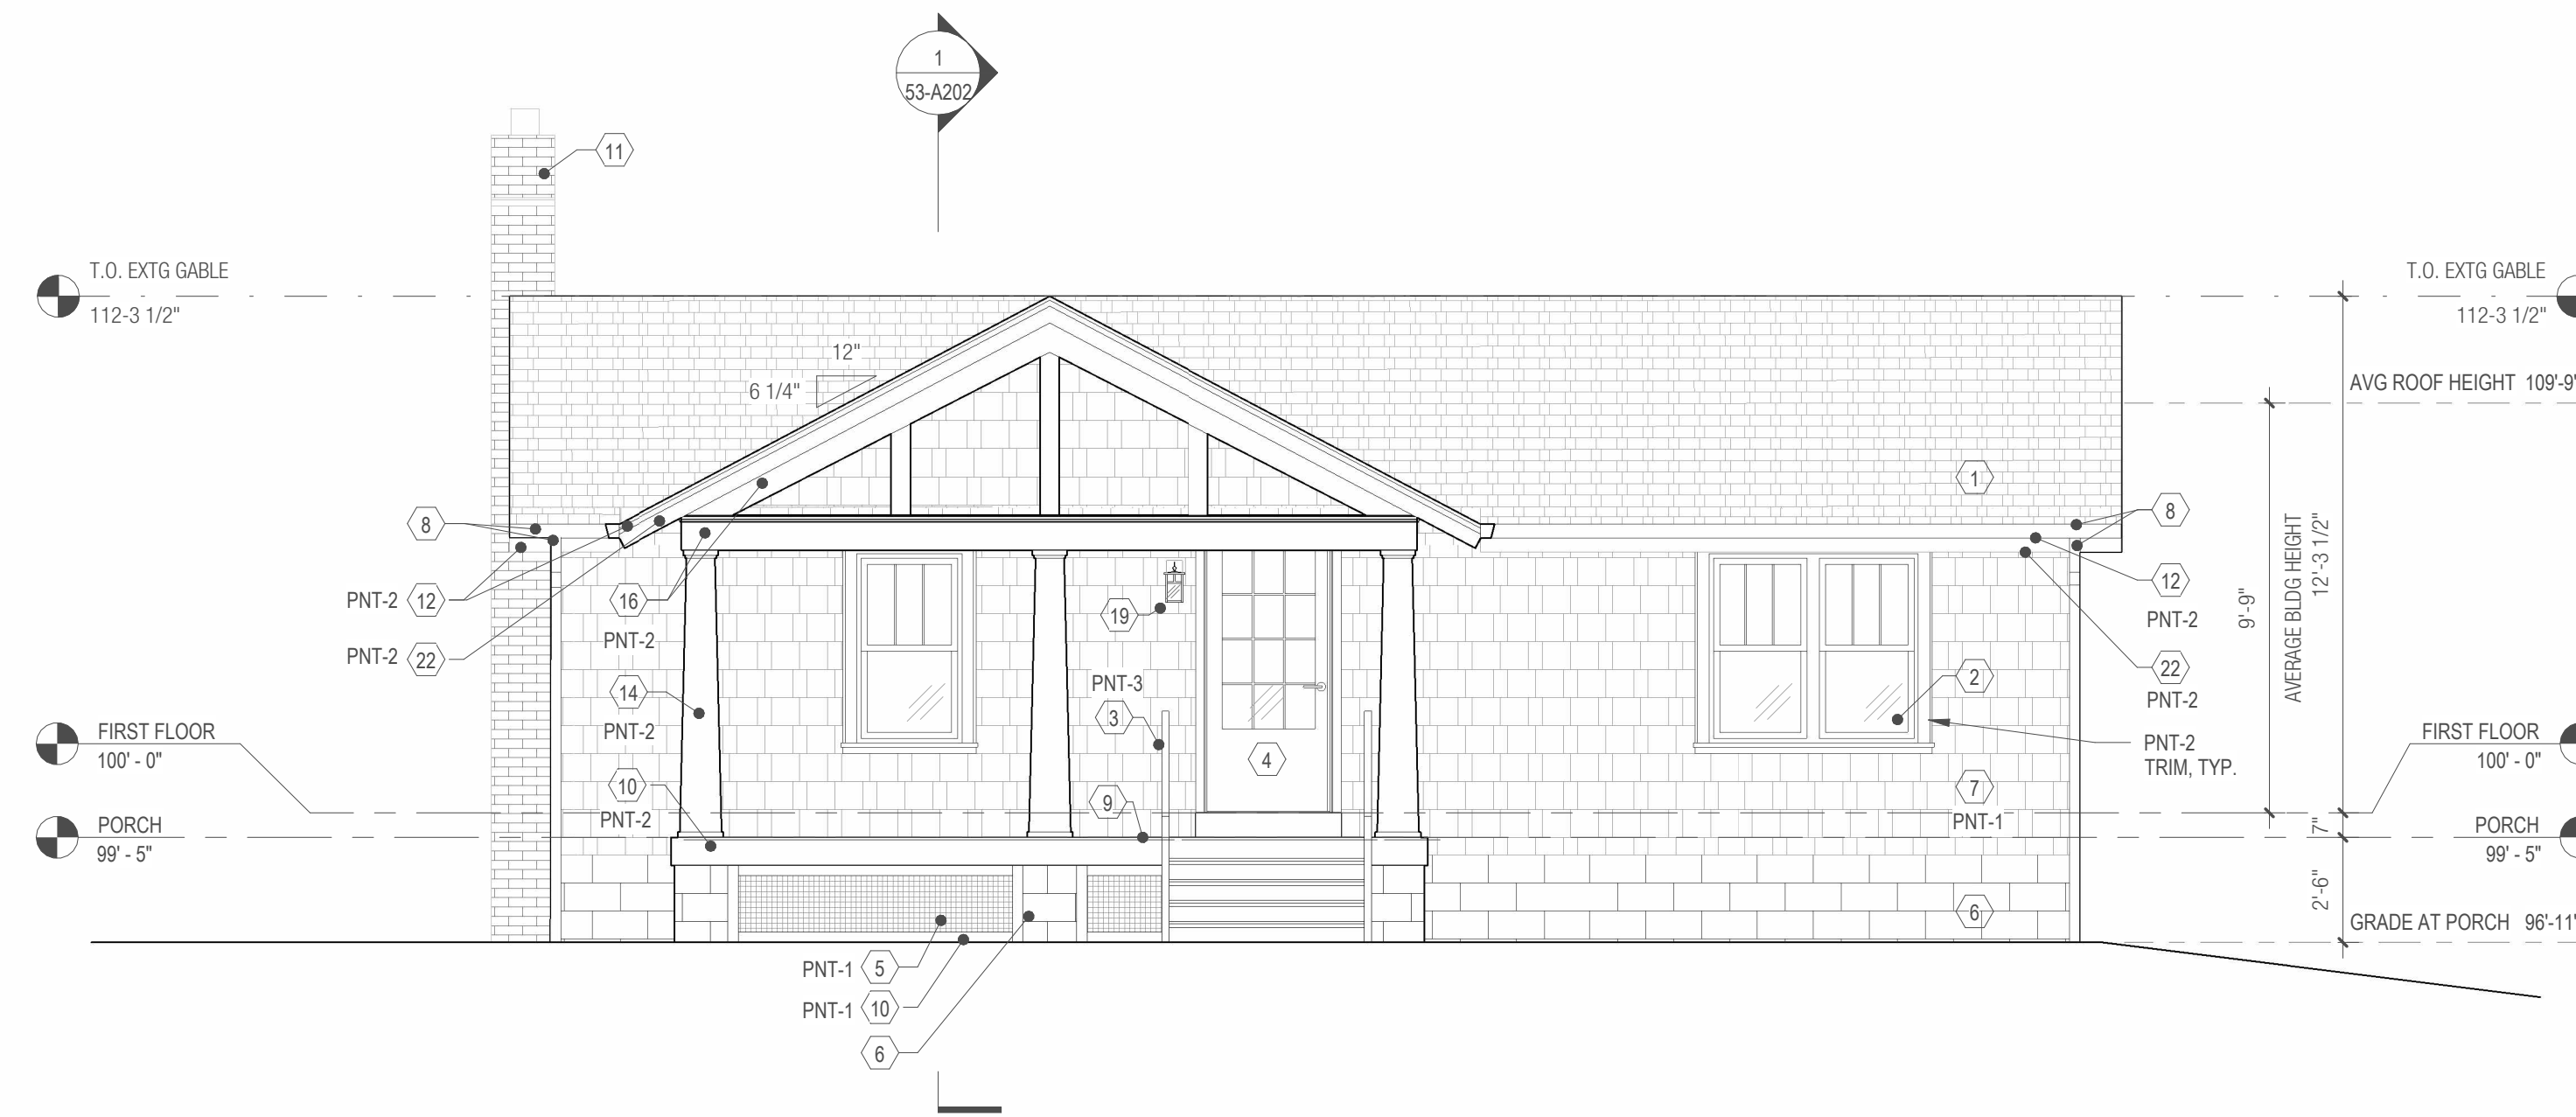 1
53-A202
11
T.O. EXTG GABLE
112-3 1/2"
T.O. EXTG GABLE
112-3 1/2"
12"
6 1/4"
AVG ROOF HEIGHT 109'-9"
1
8
8
12
PNT-2
PNT-2 12
16
PNT-2
19
9'-9"
AVERAGE BLDG HEIGHT
12'-3 1/2"
PNT-2 22
22
PNT-2
14
PNT-2
PNT-3
3
2
4
PNT-2
TRIM, TYP.
FIRST FLOOR
100' - 0"
FIRST FLOOR
100' - 0"
10
PNT-2
9
7
PNT-1
7"
PORCH
99' - 5"
PORCH
99' - 5"
2'-6"
6
GRADE AT PORCH 96'-11"
PNT-1 5
PNT-1 10
6